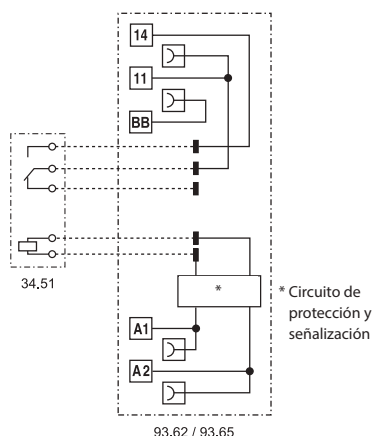 14
11
BB
34.51
*
* Circuito de
protección y
señalización
A1
A2
93.62 / 93.65